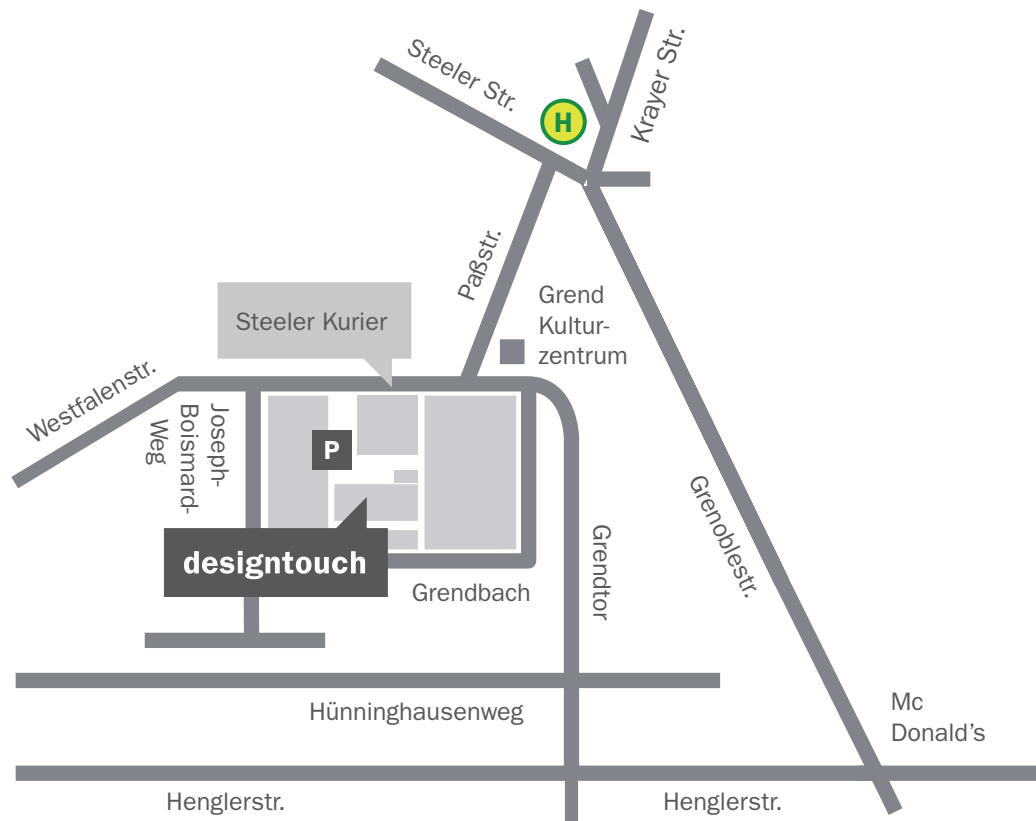 Steeler Str.
H
Krayer Str.
Paßstr.
Grend
Kultur-
zentrum
Steeler Kurier
Westfalenstr.
Joseph-
Boismard-
Weg
P
designtouch
Grendbach
Grendtor
Grenoblestr.
Hünninghausenweg
Mc
Donald’s
Henglerstr.
Henglerstr.